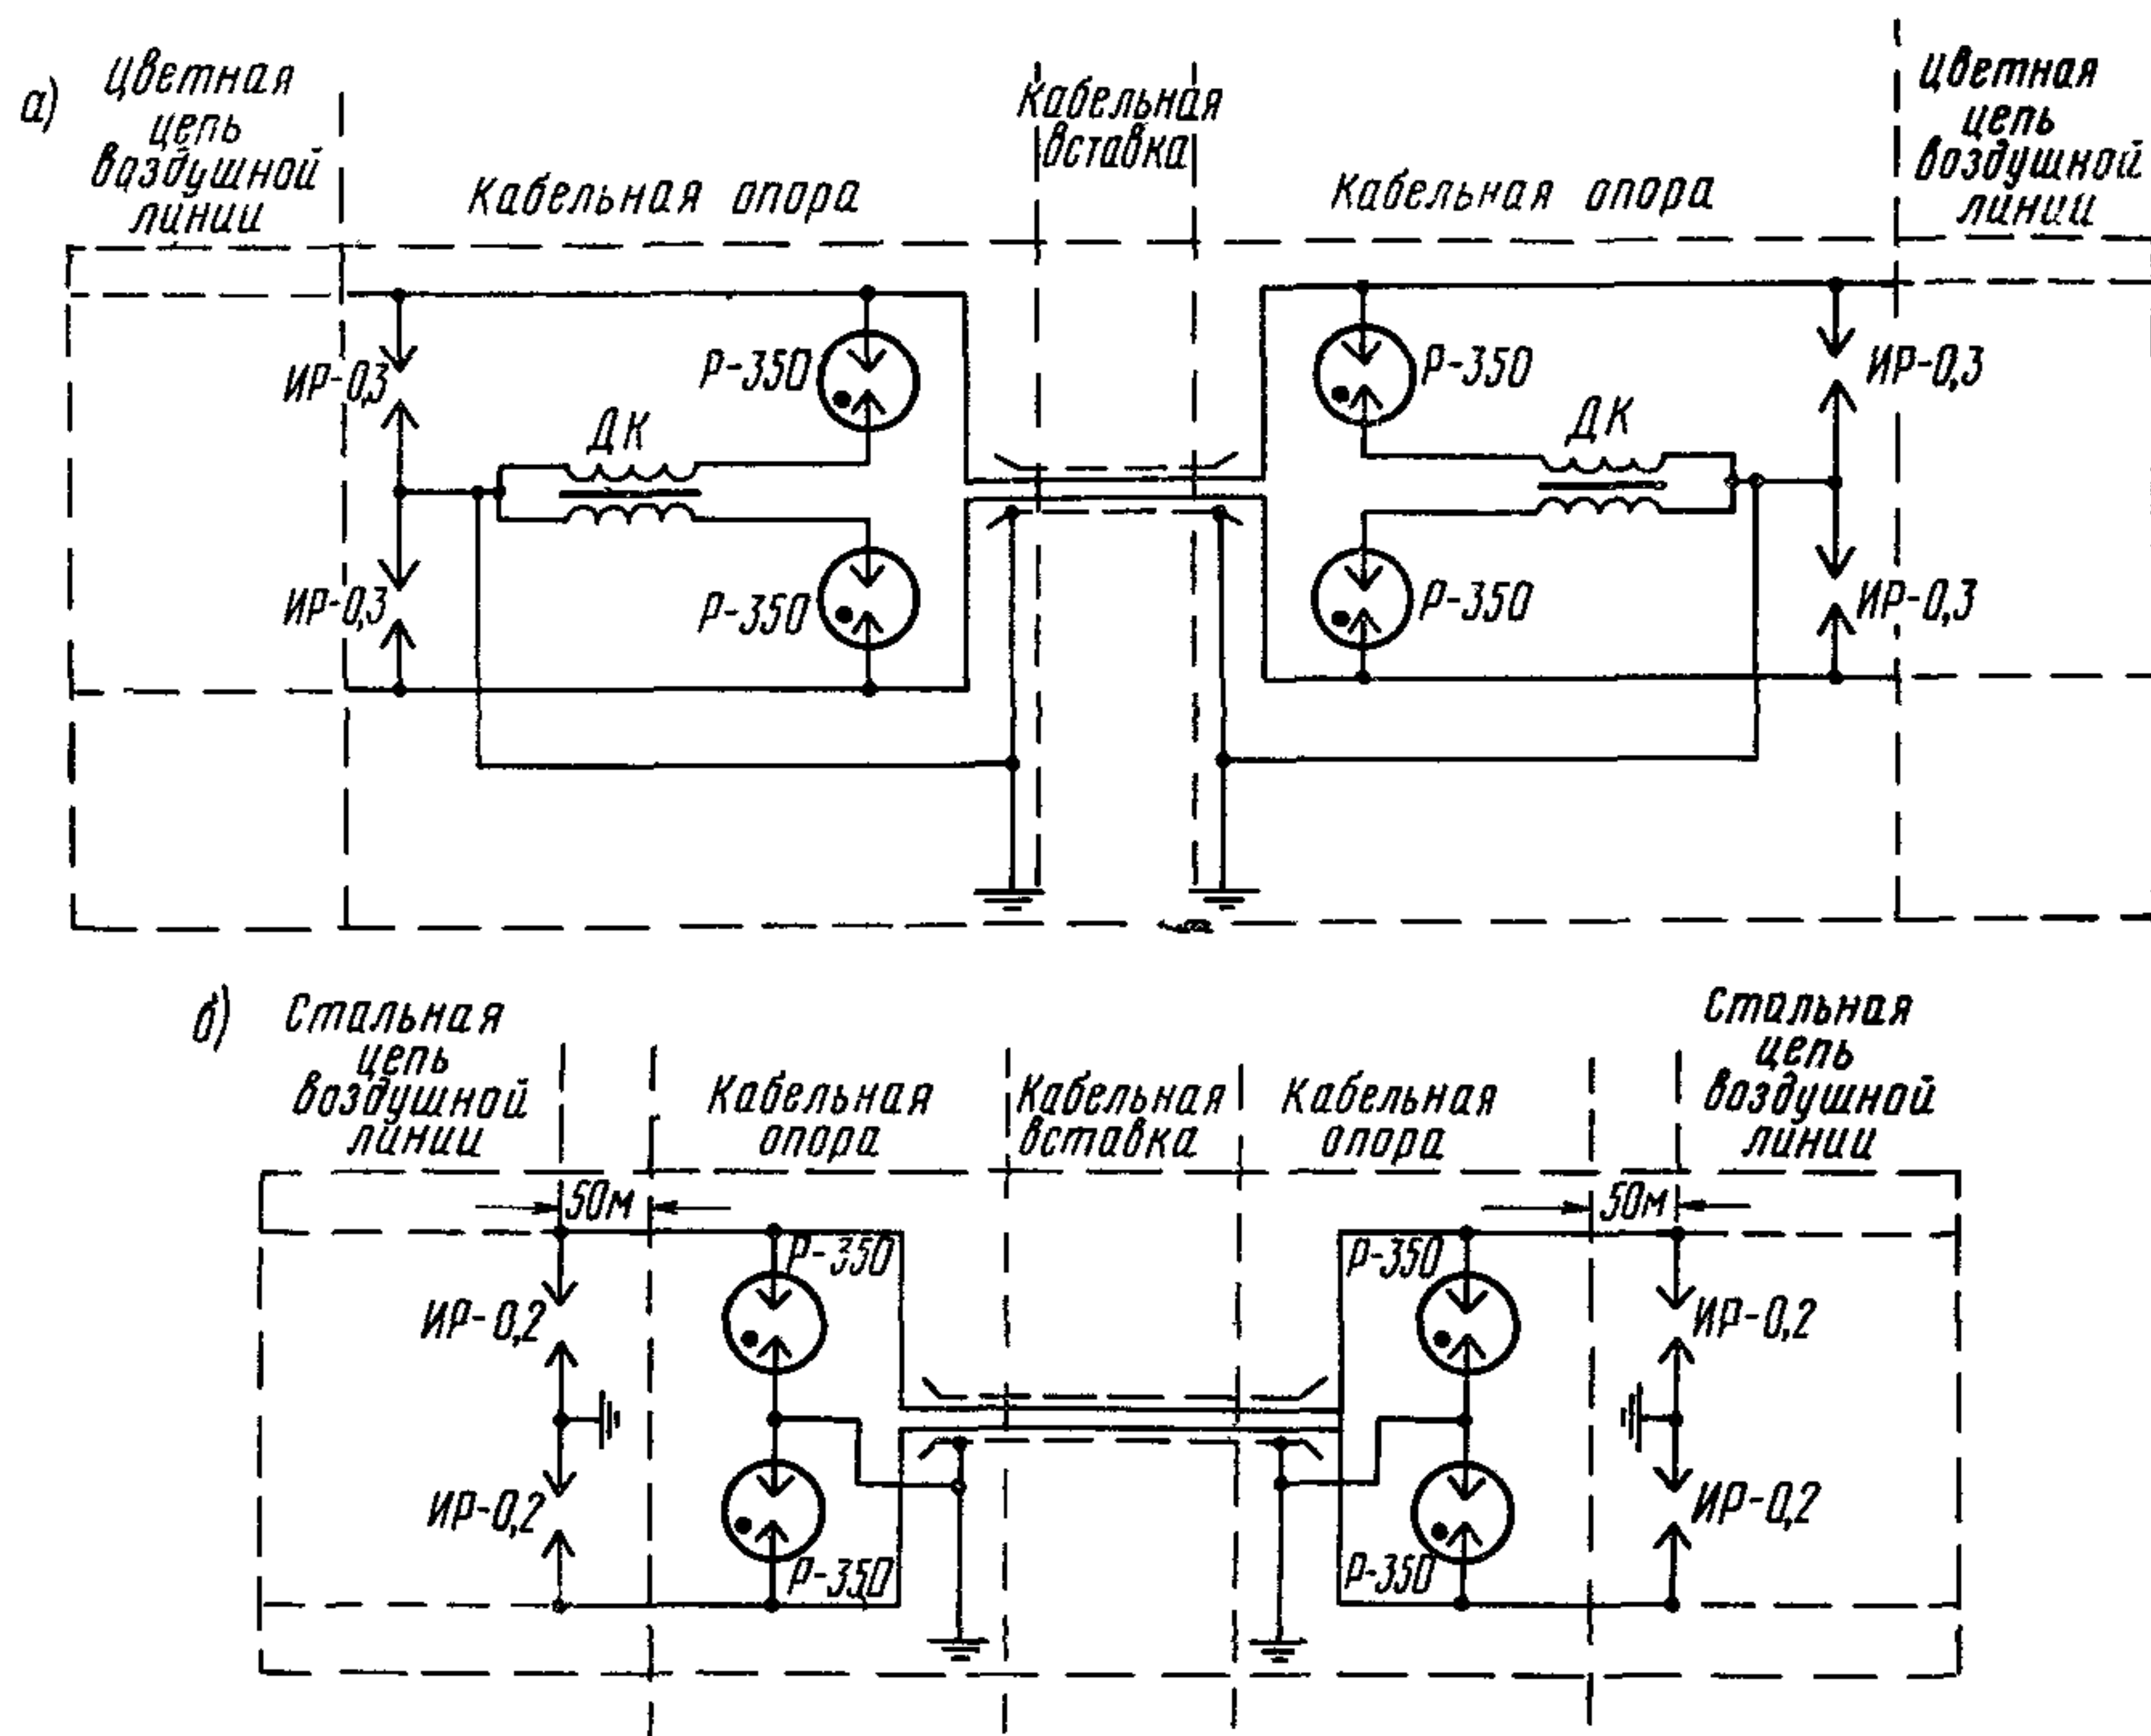 а)
Цветная
цепь
воздушной
линии
Кабельная опора
Кабельная
вставка
Кабельная опора
Цветная
цепь
воздушной
линии
ИР-0,3
Р-350
ДК
Р-350
ДК
ИР-0,3
ИР-0,3
Р-350
Р-350
ИР-0,3
б)
Стальная
цепь
воздушной
линии
Кабельная
опора
Кабельная
вставка
Кабельная
опора
Стальная
цепь
воздушной
линии
50м
50м
Р-350
Р-350
ИР-0,2
ИР-0,2
ИР-0,2
ИР-0,2
Р-350
Р-350